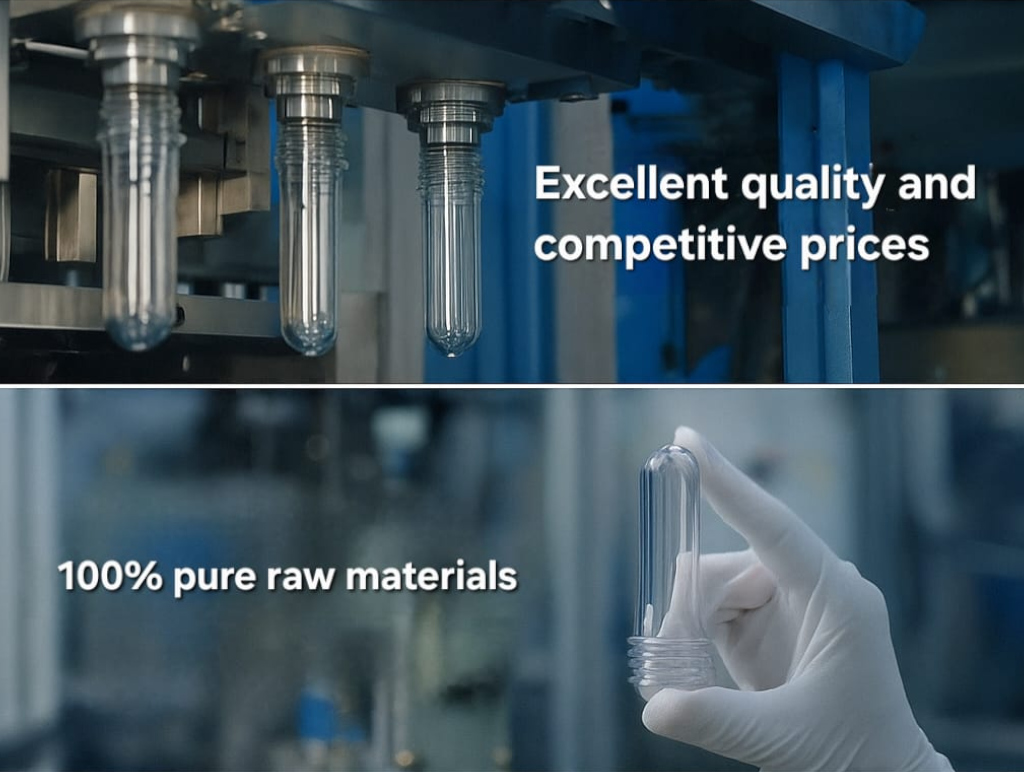 Excellent quality and
competitive prices
100% pure raw materials